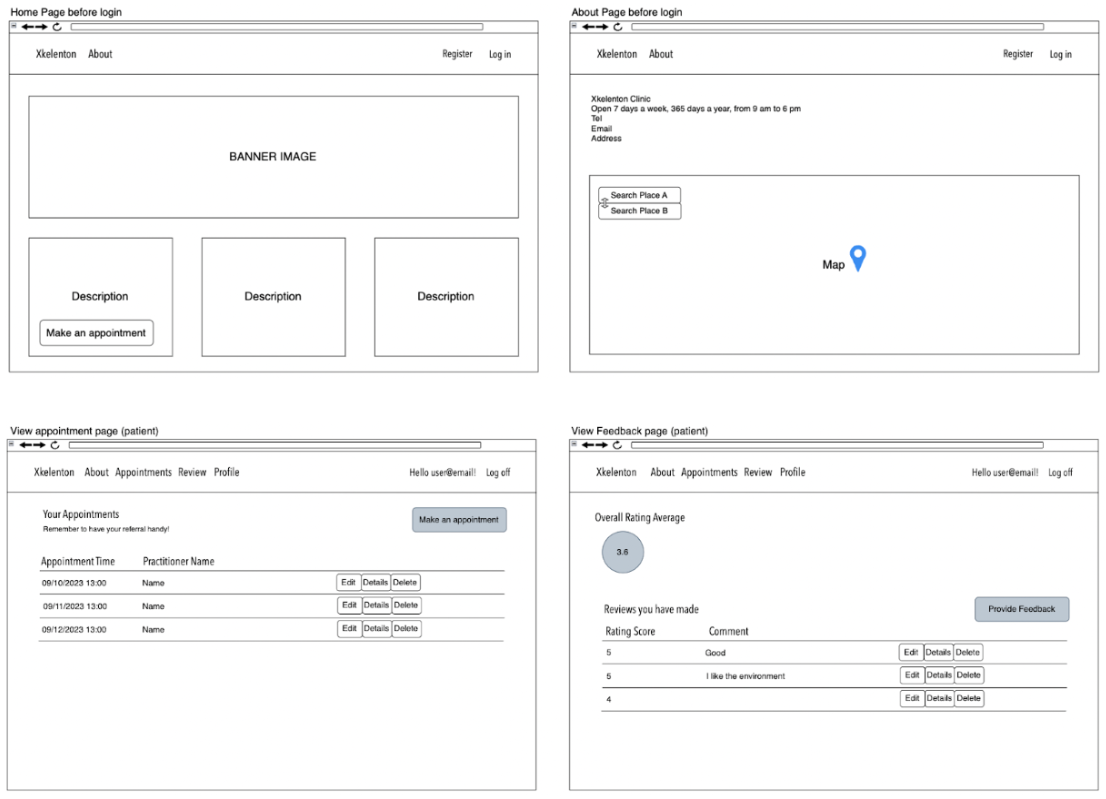 Home Page before login
Xkelenton About Register Log in
BANNER IMAGE
Description Description Description
Make an appointment
About Page before login
Xkelenton About Register Log in
Xkelenton Clinic
Open 7 days a week, 365 days a year, from 9 am to 6 pm
Tel
Email
Address
Search Place A
Search Place B
Map
View appointment page (patient)
Xkelenton About Appointments Review Profile Hello user@email! Log off
Your Appointments
Remember to have your referral handy!
Make an appointment
Appointment Time Practitioner Name
09/10/2023 13:00 Name Edit Details Delete
09/11/2023 13:00 Name Edit Details Delete
09/12/2023 13:00 Name Edit Details Delete
View Feedback page (patient)
Xkelenton About Appointments Review Profile Hello user@email! Log off
Overall Rating Average
3.6
Reviews you have made
Provide Feedback
Rating Score Comment
5 Good Edit Details Delete
5 I like the environment Edit Details Delete
4 Edit Details Delete